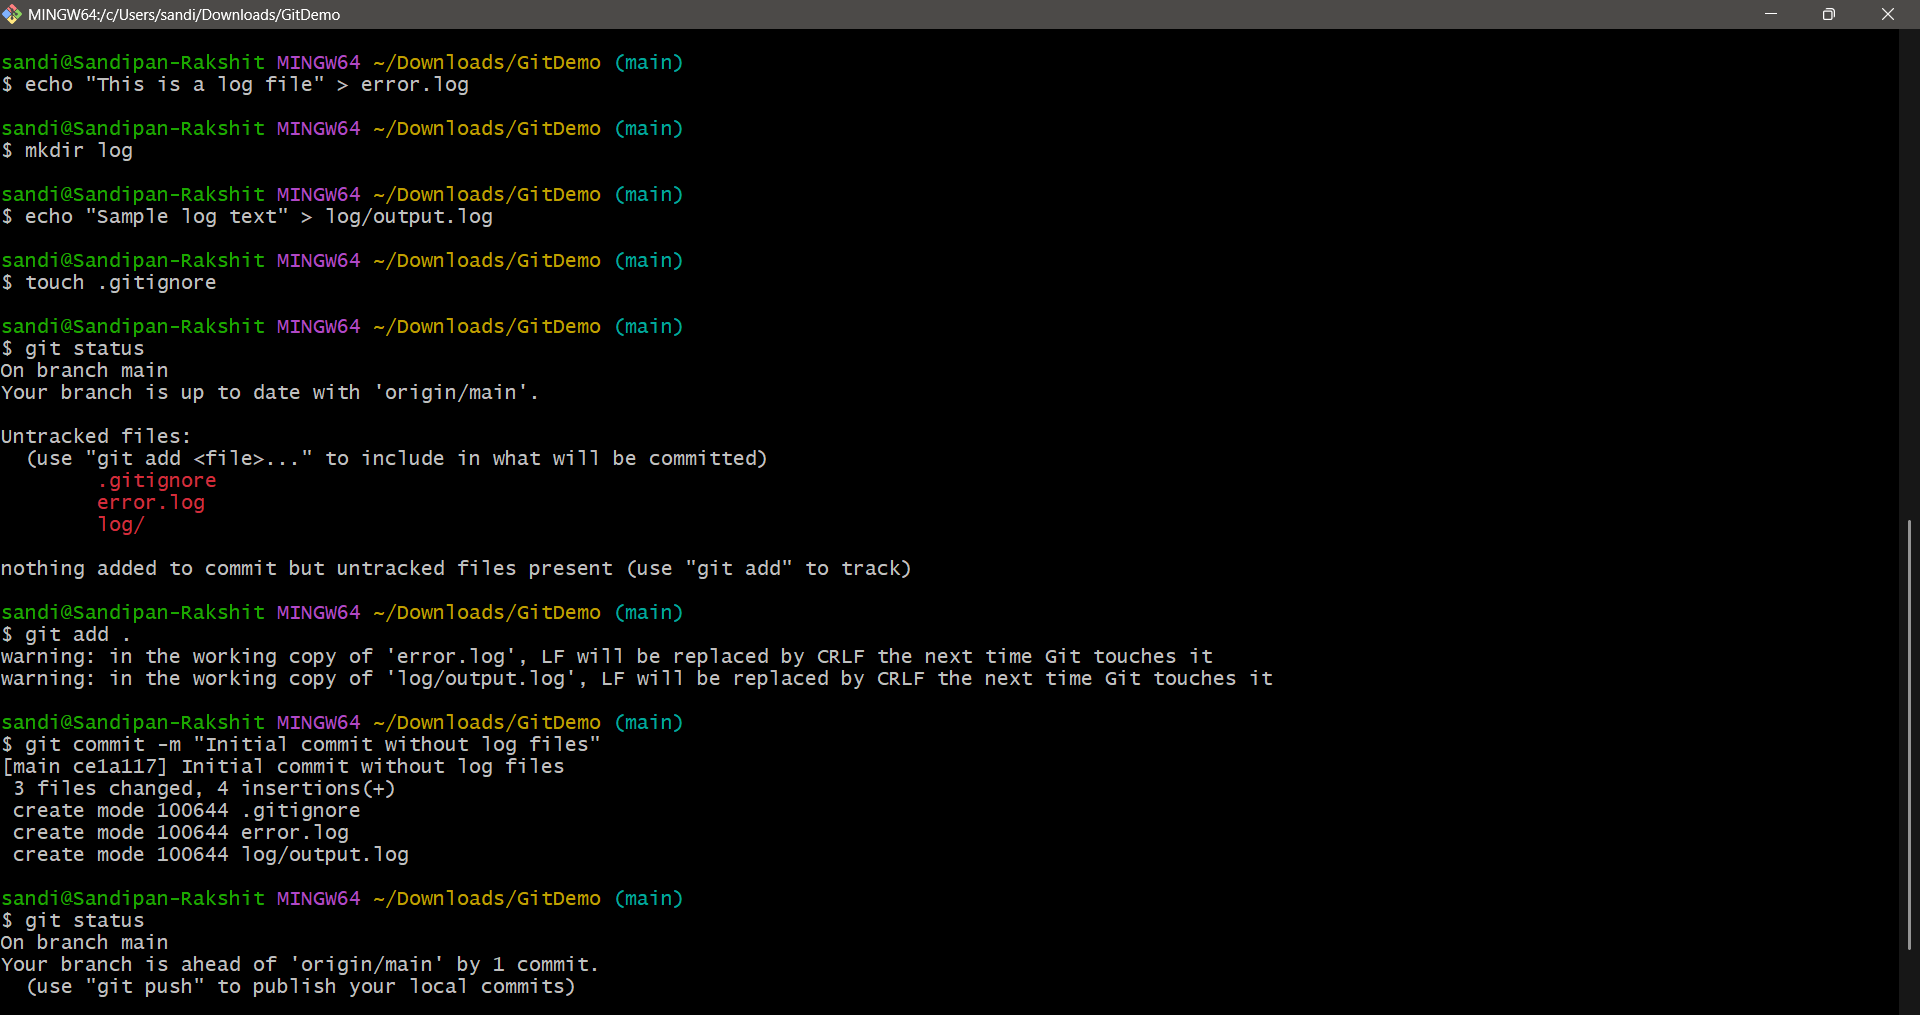 MINGW64:/c/Users/sandi/Downloads/GitDemo
sandi@Sandipan-Rakshit MINGW64 ~/Downloads/GitDemo (main)
$ echo "This is a log file" > error.log
sandi@Sandipan-Rakshit MINGW64 ~/Downloads/GitDemo (main)
$ mkdir log
sandi@Sandipan-Rakshit MINGW64 ~/Downloads/GitDemo (main)
$ echo "Sample log text" > log/output.log
sandi@Sandipan-Rakshit MINGW64 ~/Downloads/GitDemo (main)
$ touch .gitignore
sandi@Sandipan-Rakshit MINGW64 ~/Downloads/GitDemo (main)
$ git status
On branch main
Your branch is up to date with 'origin/main'.
Untracked files:
  (use "git add <file>..." to include in what will be committed)
        .gitignore
        error.log
        log/
nothing added to commit but untracked files present (use "git add" to track)
sandi@Sandipan-Rakshit MINGW64 ~/Downloads/GitDemo (main)
$ git add .
warning: in the working copy of 'error.log', LF will be replaced by CRLF the next time Git touches it
warning: in the working copy of 'log/output.log', LF will be replaced by CRLF the next time Git touches it
sandi@Sandipan-Rakshit MINGW64 ~/Downloads/GitDemo (main)
$ git commit -m "Initial commit without log files"
[main ce1a117] Initial commit without log files
 3 files changed, 4 insertions(+)
 create mode 100644 .gitignore
 create mode 100644 error.log
 create mode 100644 log/output.log
sandi@Sandipan-Rakshit MINGW64 ~/Downloads/GitDemo (main)
$ git status
On branch main
Your branch is ahead of 'origin/main' by 1 commit.
  (use "git push" to publish your local commits)